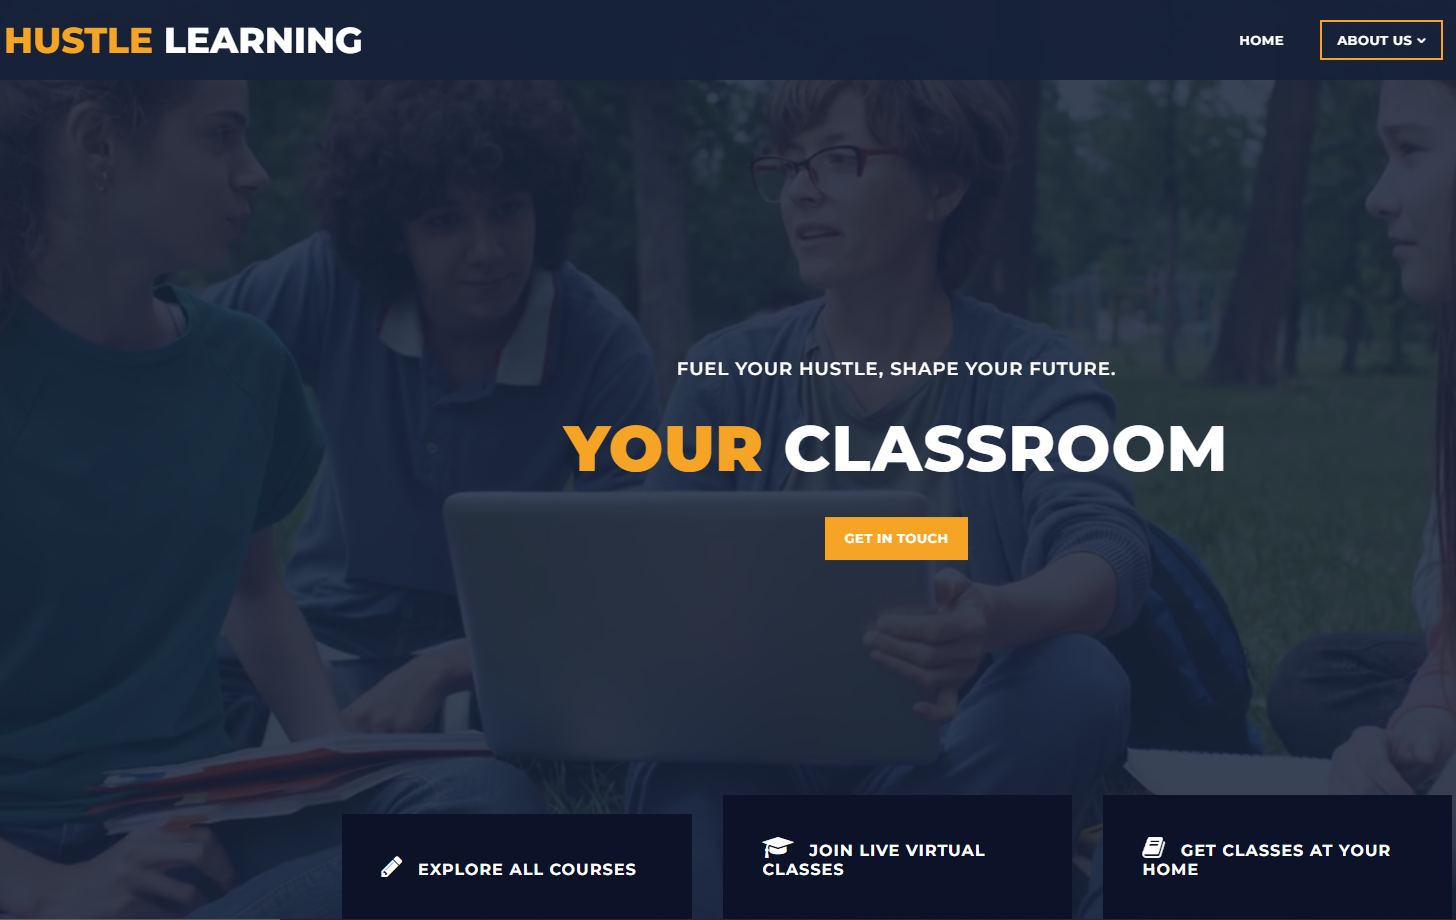 HUSTLE LEARNING
HOME
ABOUT US
FUEL YOUR HUSTLE, SHAPE YOUR FUTURE.
YOUR CLASSROOM
GET IN TOUCH
EXPLORE ALL COURSES
JOIN LIVE VIRTUAL
CLASSES
GET CLASSES AT YOUR
HOME